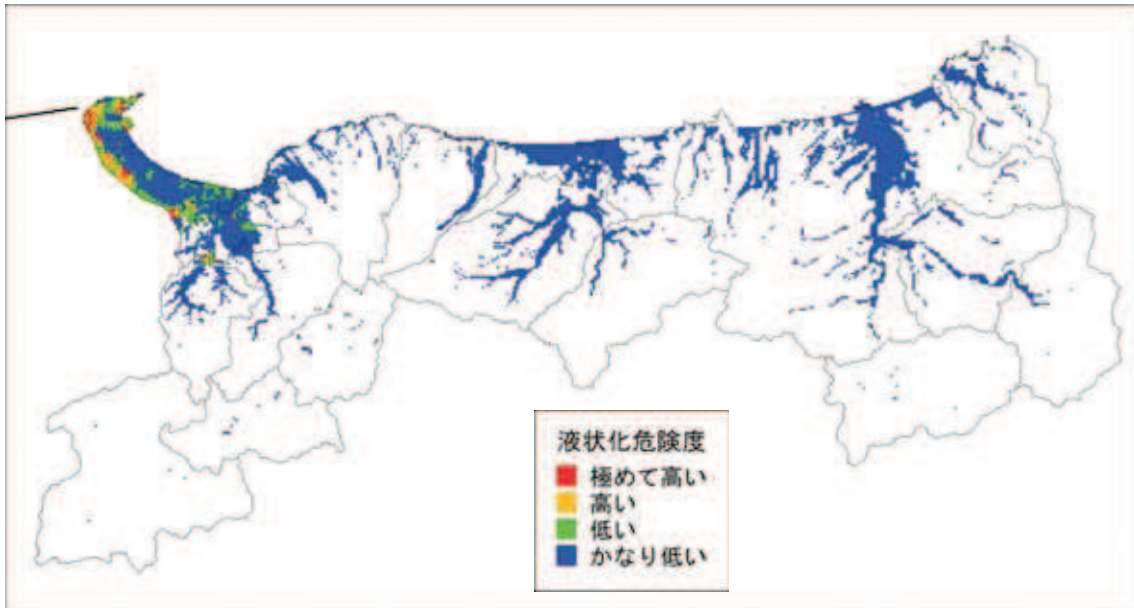 液状化危険度
極めて高い
高い
低い
かなり低い